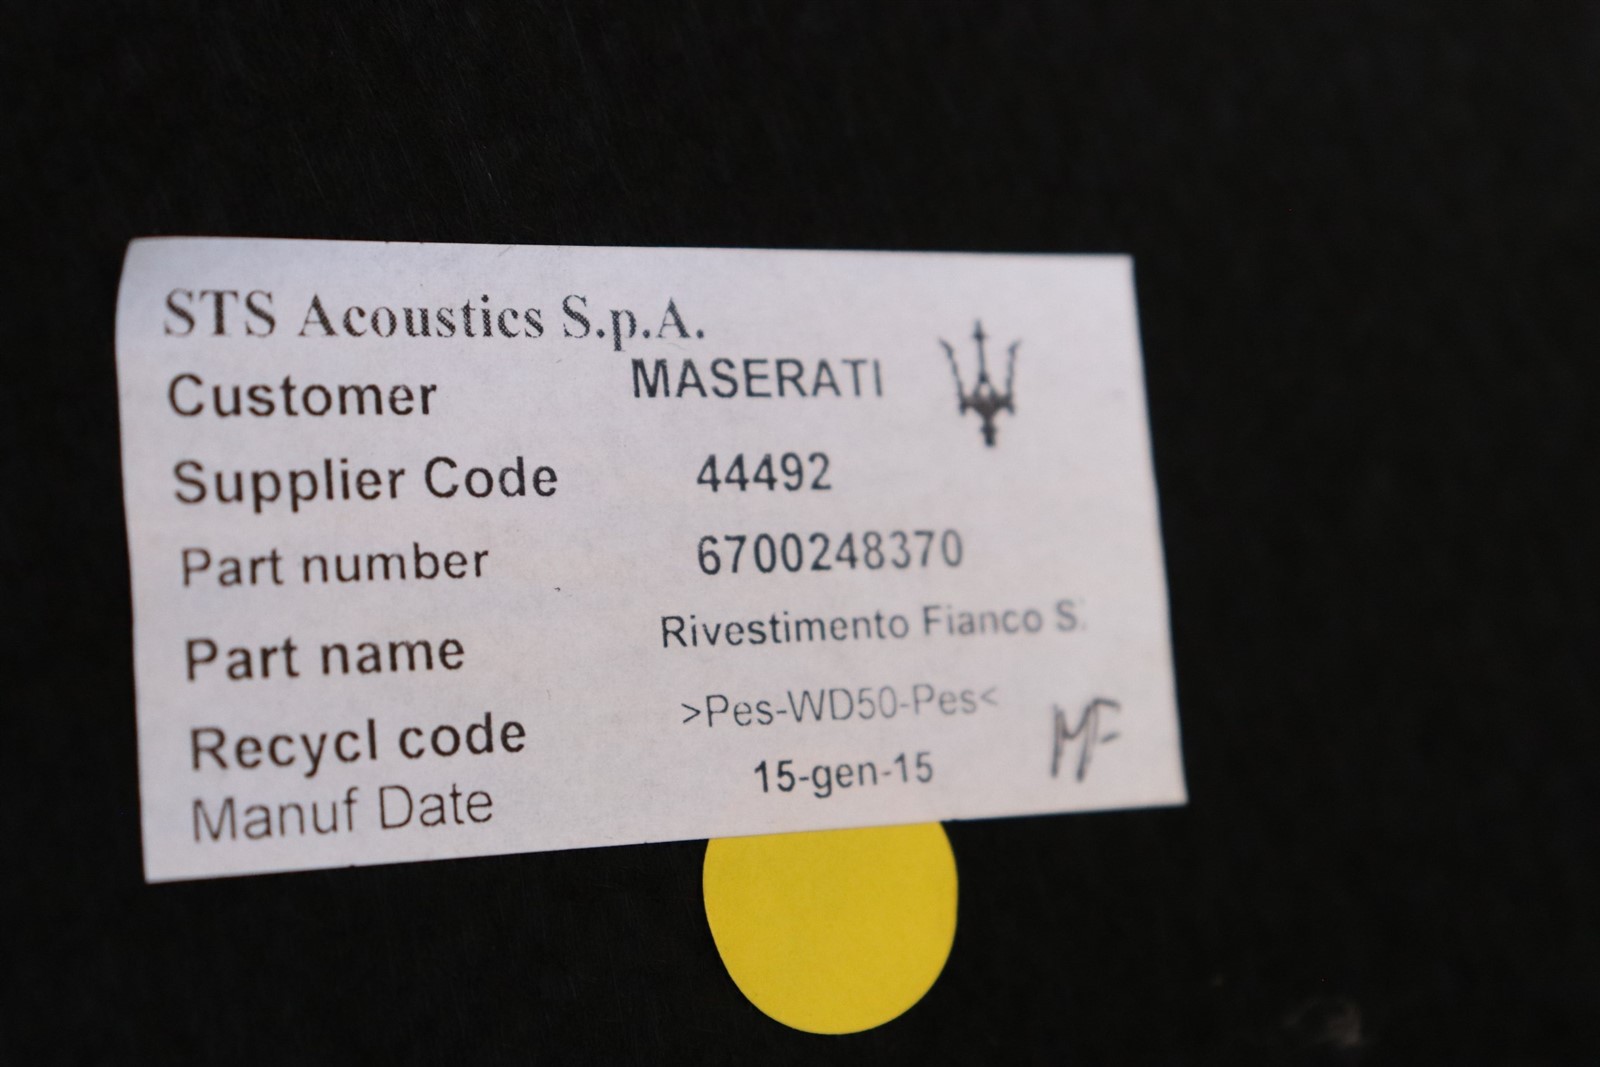 STS Acoustics S.p.A.
Customer MASERATI
Supplier Code 44492
Part number 6700248370
Part name Rivestimento Fianco S.
Recycl code >Pes-WD50-Pes<
Manuf Date 15-gen-15
MF